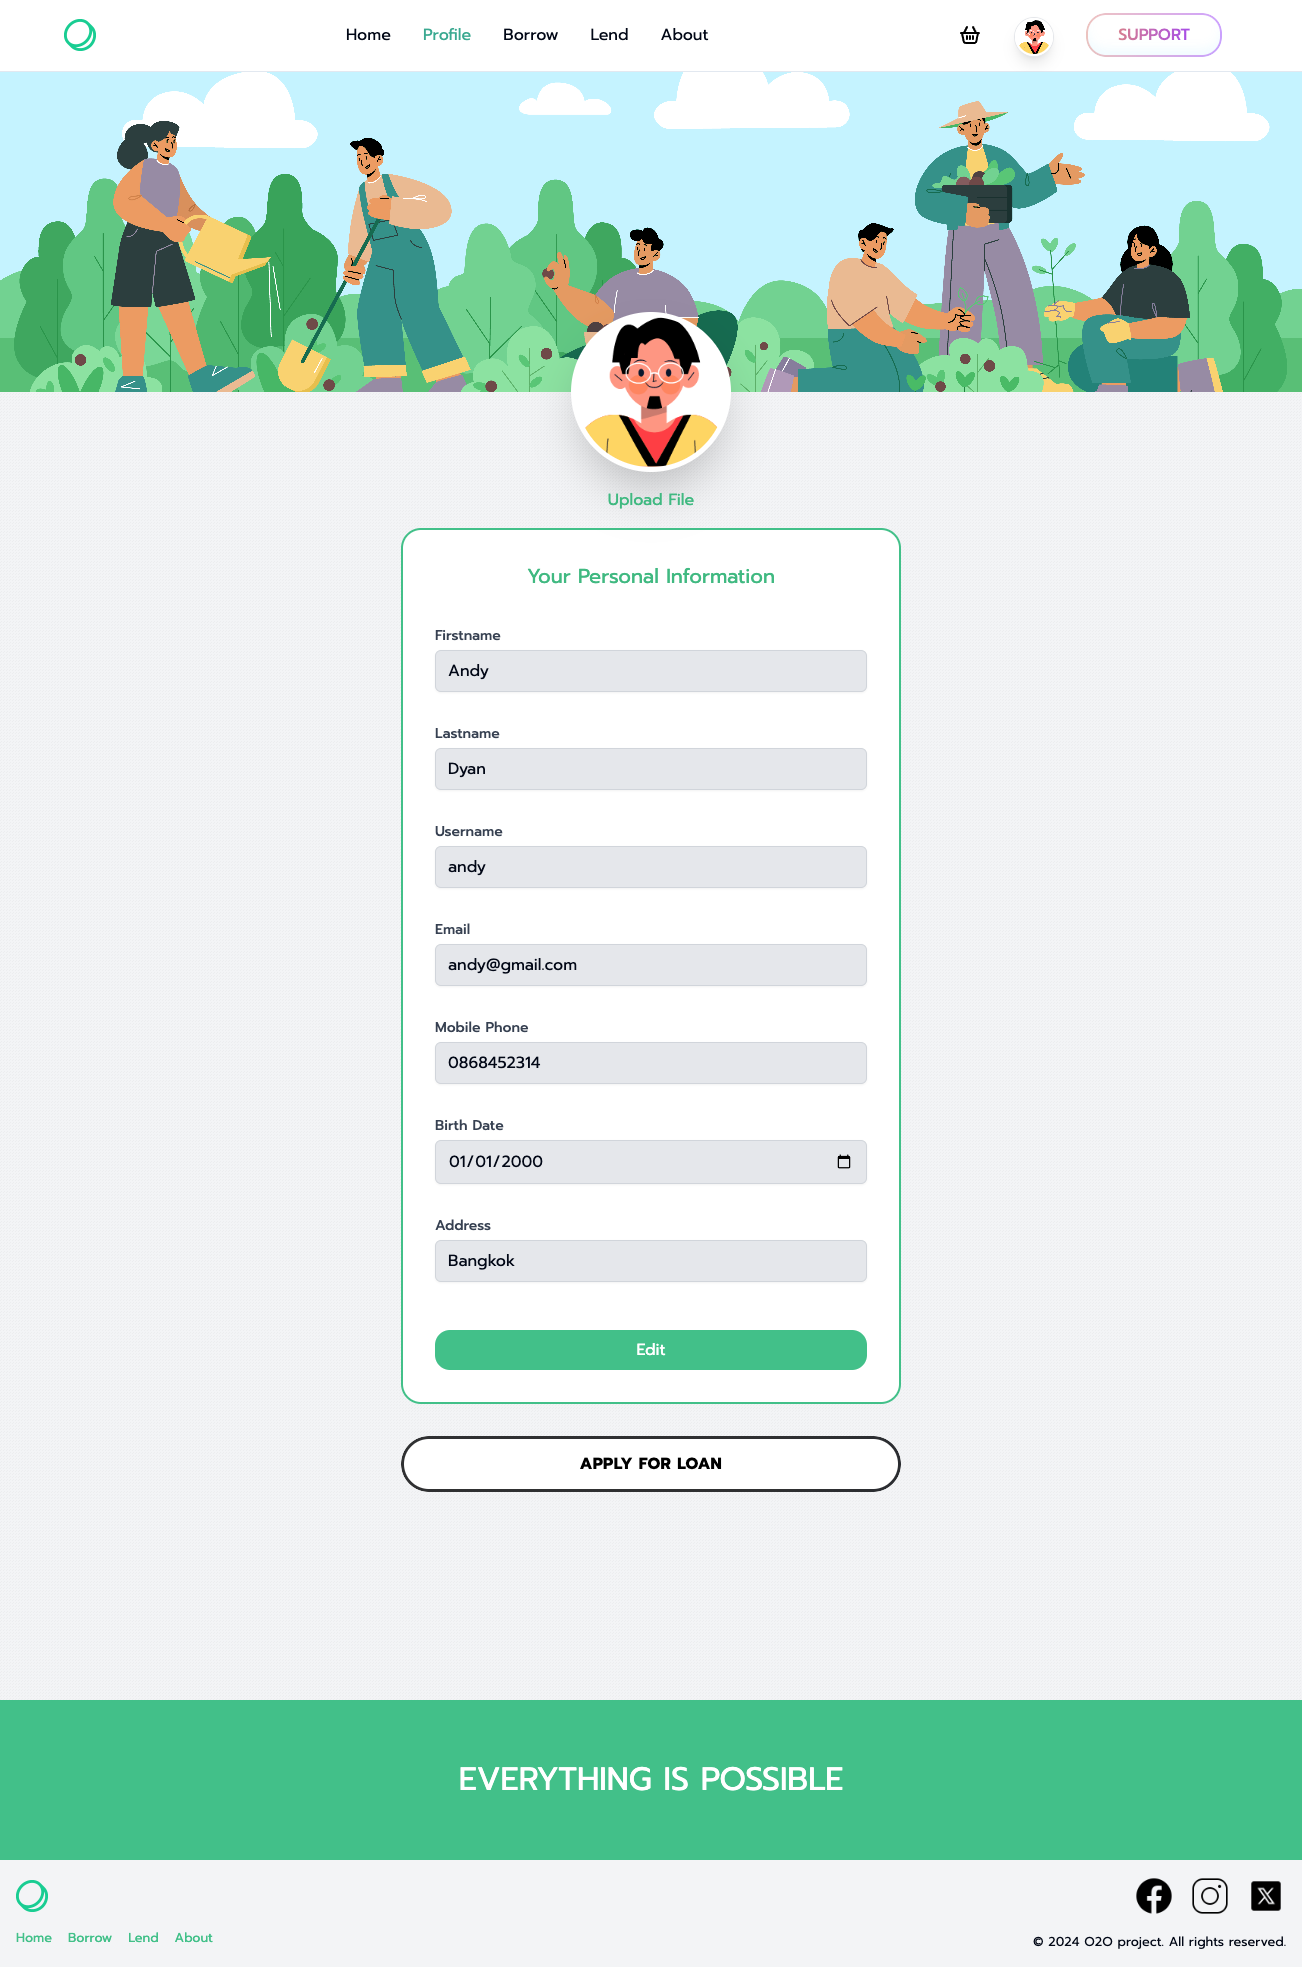 Home Profile Borrow Lend About SUPPORT
Upload File
Your Personal Information
Firstname
Andy
Lastname
Dyan
Username
andy
Email
andy@gmail.com
Mobile Phone
0868452314
Birth Date
01/01/2000
Address
Bangkok
Edit
APPLY FOR LOAN
EVERYTHING IS POSSIBLE
Home Borrow Lend About
© 2024 O2O project. All rights reserved.